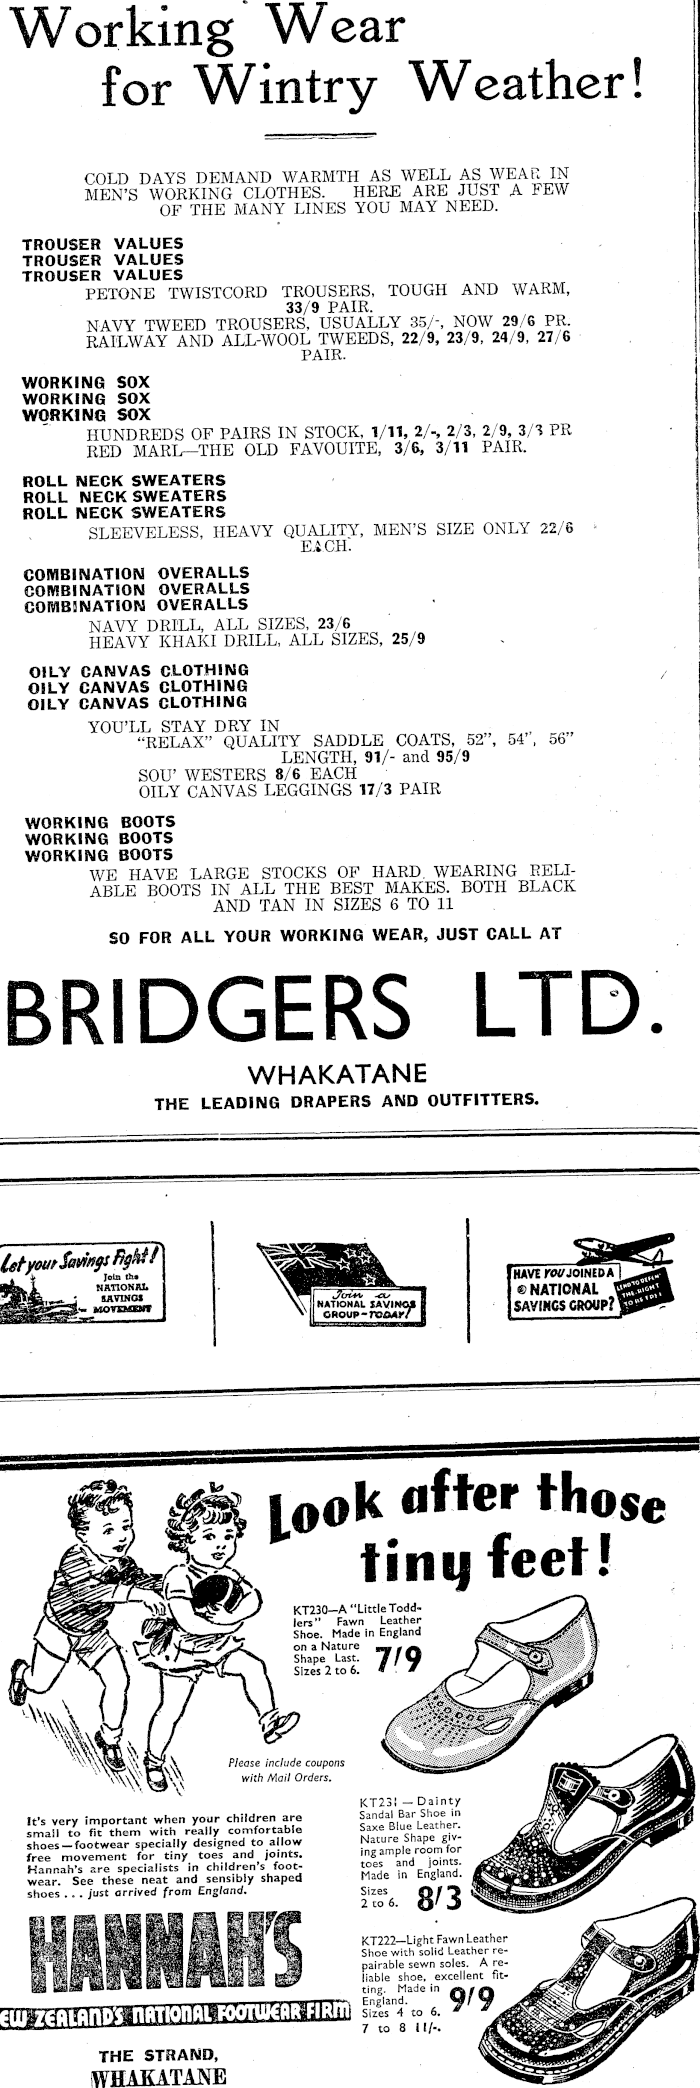 Working Wear
for Wintry Weather!
COLD DAYS DEMAND WARMTH AS WELL AS WEAR IN
MEN'S WORKING CLOTHES. HERE ARE JUST A FEW
OF THE MANY LINES YOU MAY NEED.
TROUSER VALUES
TROUSER VALUES
TROUSER VALUES
PETONE TWISTCORD TROUSERS, TOUGH AND WARM,
33/9 PAIR.
NAVY TWEED TROUSERS, USUALLY 35/-, NOW 29/6 PR.
RAILWAY AND ALL-WOOL TWEEDS, 22/9, 23/9, 24/9, 27/6
PAIR.
WORKING SOX
WORKING SOX
WORKING SOX
HUNDREDS OF PAIRS IN STOCK, 1/11, 2/-, 2/3, 2/9, 3/3 PR
RED MARL—THE OLD FAVOUITE, 3/6, 3/11 PAIR.
ROLL NECK SWEATERS
ROLL NECK SWEATERS
ROLL NECK SWEATERS
SLEEVELESS, HEAVY QUALITY, MEN'S SIZE ONLY 22/6
EACH.
COMBINATION OVERALLS
COMBINATION OVERALLS
COMBINATION OVERALLS
NAVY DRILL, ALL SIZES, 23/6
HEAVY KHAKI DRILL, ALL SIZES, 25/9
OILY CANVAS CLOTHING
OILY CANVAS CLOTHING
OILY CANVAS CLOTHING
YOU'LL STAY DRY IN
"RELAX" QUALITY SADDLE COATS, 52", 54", 56"
LENGTH, 91/- and 95/9
SOU' WESTERS 8/6 EACH
OILY CANVAS LEGGINGS 17/3 PAIR
WORKING BOOTS
WORKING BOOTS
WORKING BOOTS
WE HAVE LARGE STOCKS OF HARD WEARING RELI-
ABLE BOOTS IN ALL THE BEST MAKES. BOTH BLACK
AND TAN IN SIZES 6 TO 11
SO FOR ALL YOUR WORKING WEAR, JUST CALL AT
BRIDGERS LTD.
WHAKATANE
THE LEADING DRAPERS AND OUTFITTERS.
Let your Savings Fight!
Join the
NATIONAL
SAVINGS
MOVEMENT
Join a
NATIONAL SAVINGS
GROUP—TODAY!
HAVE YOU JOINED A
NATIONAL
SAVINGS GROUP?
LEND TO DEFEND
THE RIGHT
TO BE FREE
Look after those
tiny feet!
KT230—A "Little Todd-
lers" Fawn Leather
Shoe. Made in England
on a Nature
Shape Last.
Sizes 2 to 6. 7/9
Please include coupons
with Mail Orders.
KT231 — Dainty
Sandal Bar Shoe in
Saxe Blue Leather.
Nature Shape giv-
ing ample room for
toes and joints.
Made in England.
Sizes
2 to 6. 8/3
It's very important when your children are
small to fit them with really comfortable
shoes—footwear specially designed to allow
free movement for tiny toes and joints.
Hannah's are specialists in children's foot-
wear. See these neat and sensibly shaped
shoes . . . just arrived from England.
KT222—Light Fawn Leather
Shoe with solid Leather re-
pairable sewn soles. A re-
liable shoe, excellent fit-
ting. Made in
England. 9/9
Sizes 4 to 6.
7 to 8 11/-.
HANNAH'S
EW ZEALAND'S NATIONAL FOOTWEAR FIRM
THE STRAND,
WHAKATANE